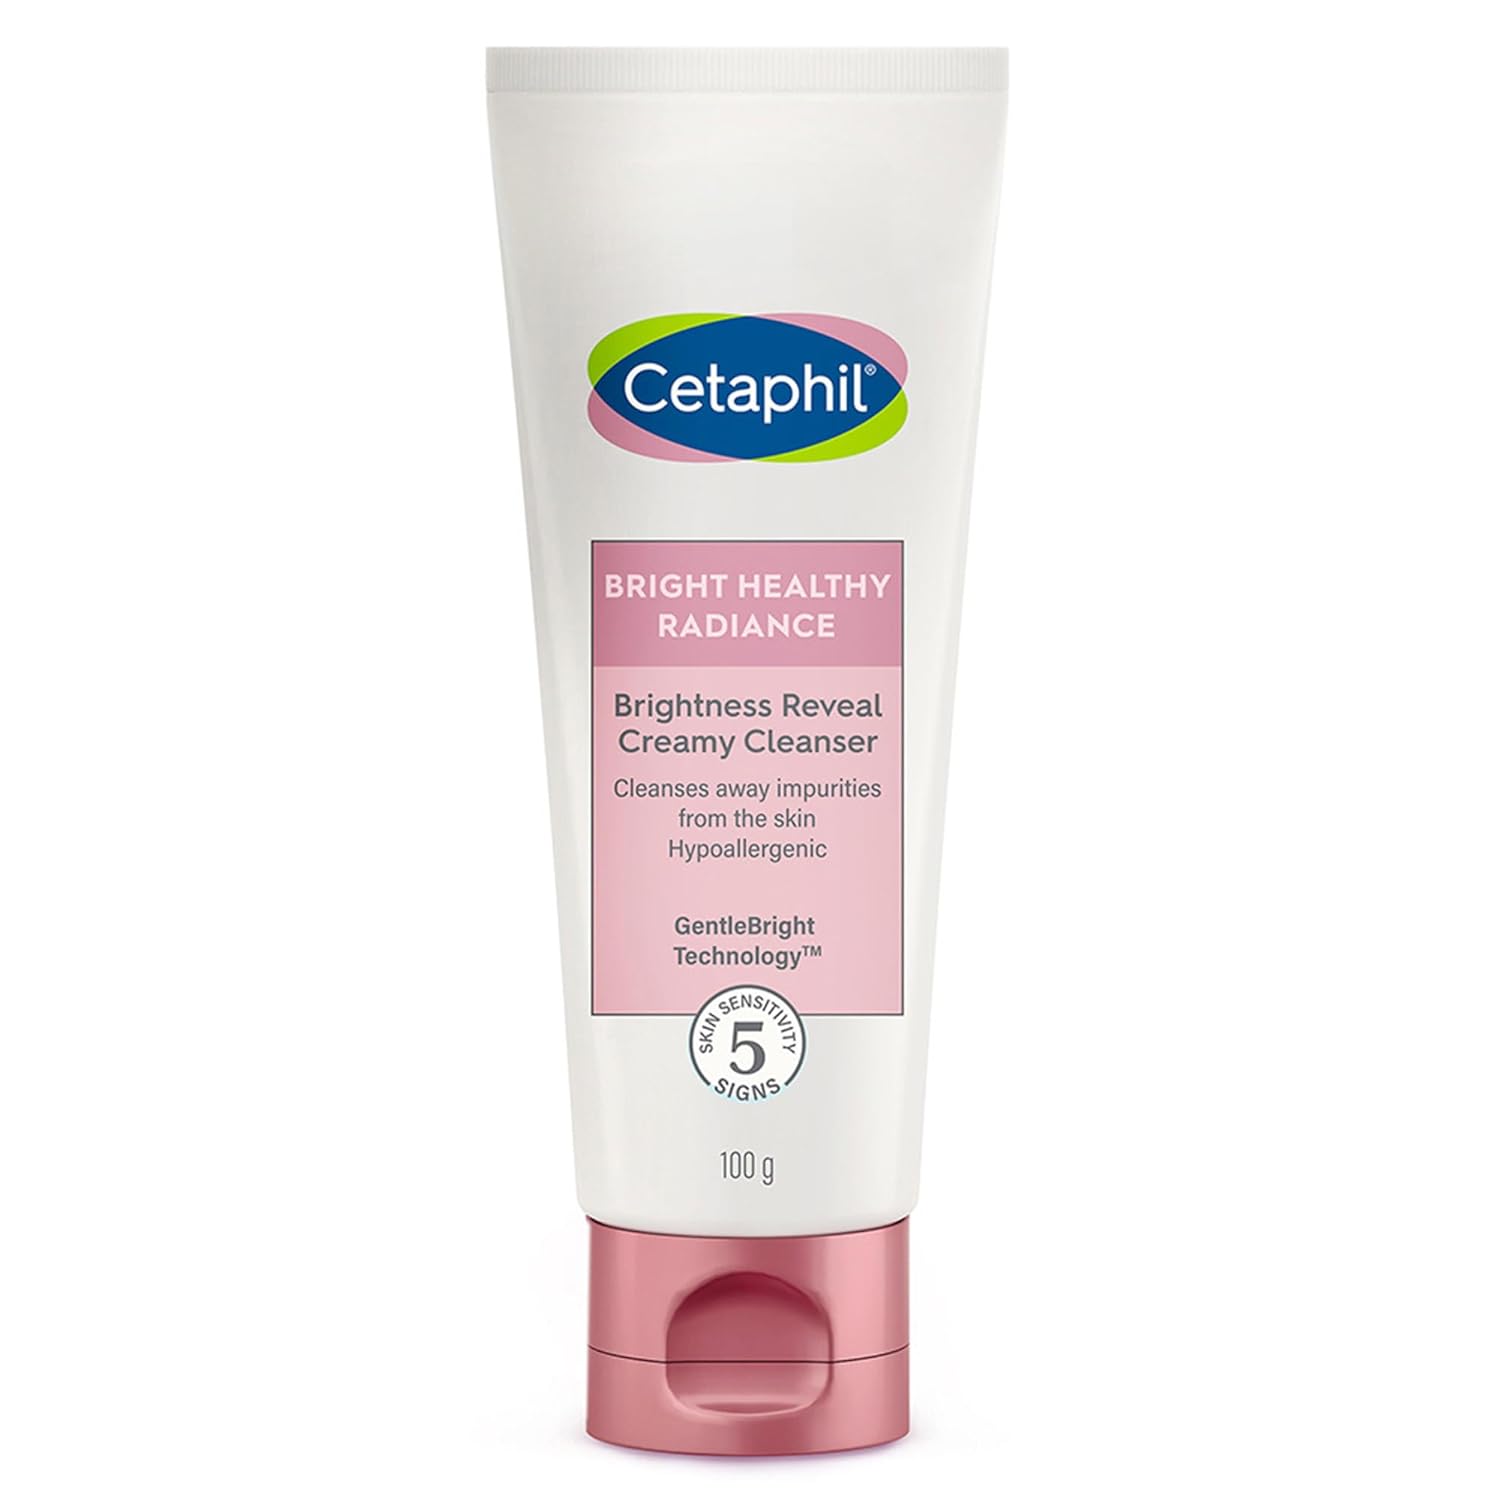 Cetaphil®
BRIGHT HEALTHY
RADIANCE
Brightness Reveal
Creamy Cleanser
Cleanses away impurities
from the skin
Hypoallergenic
GentleBright
Technology™
SKIN SENSITIVITY
5
SIGNS
100 g